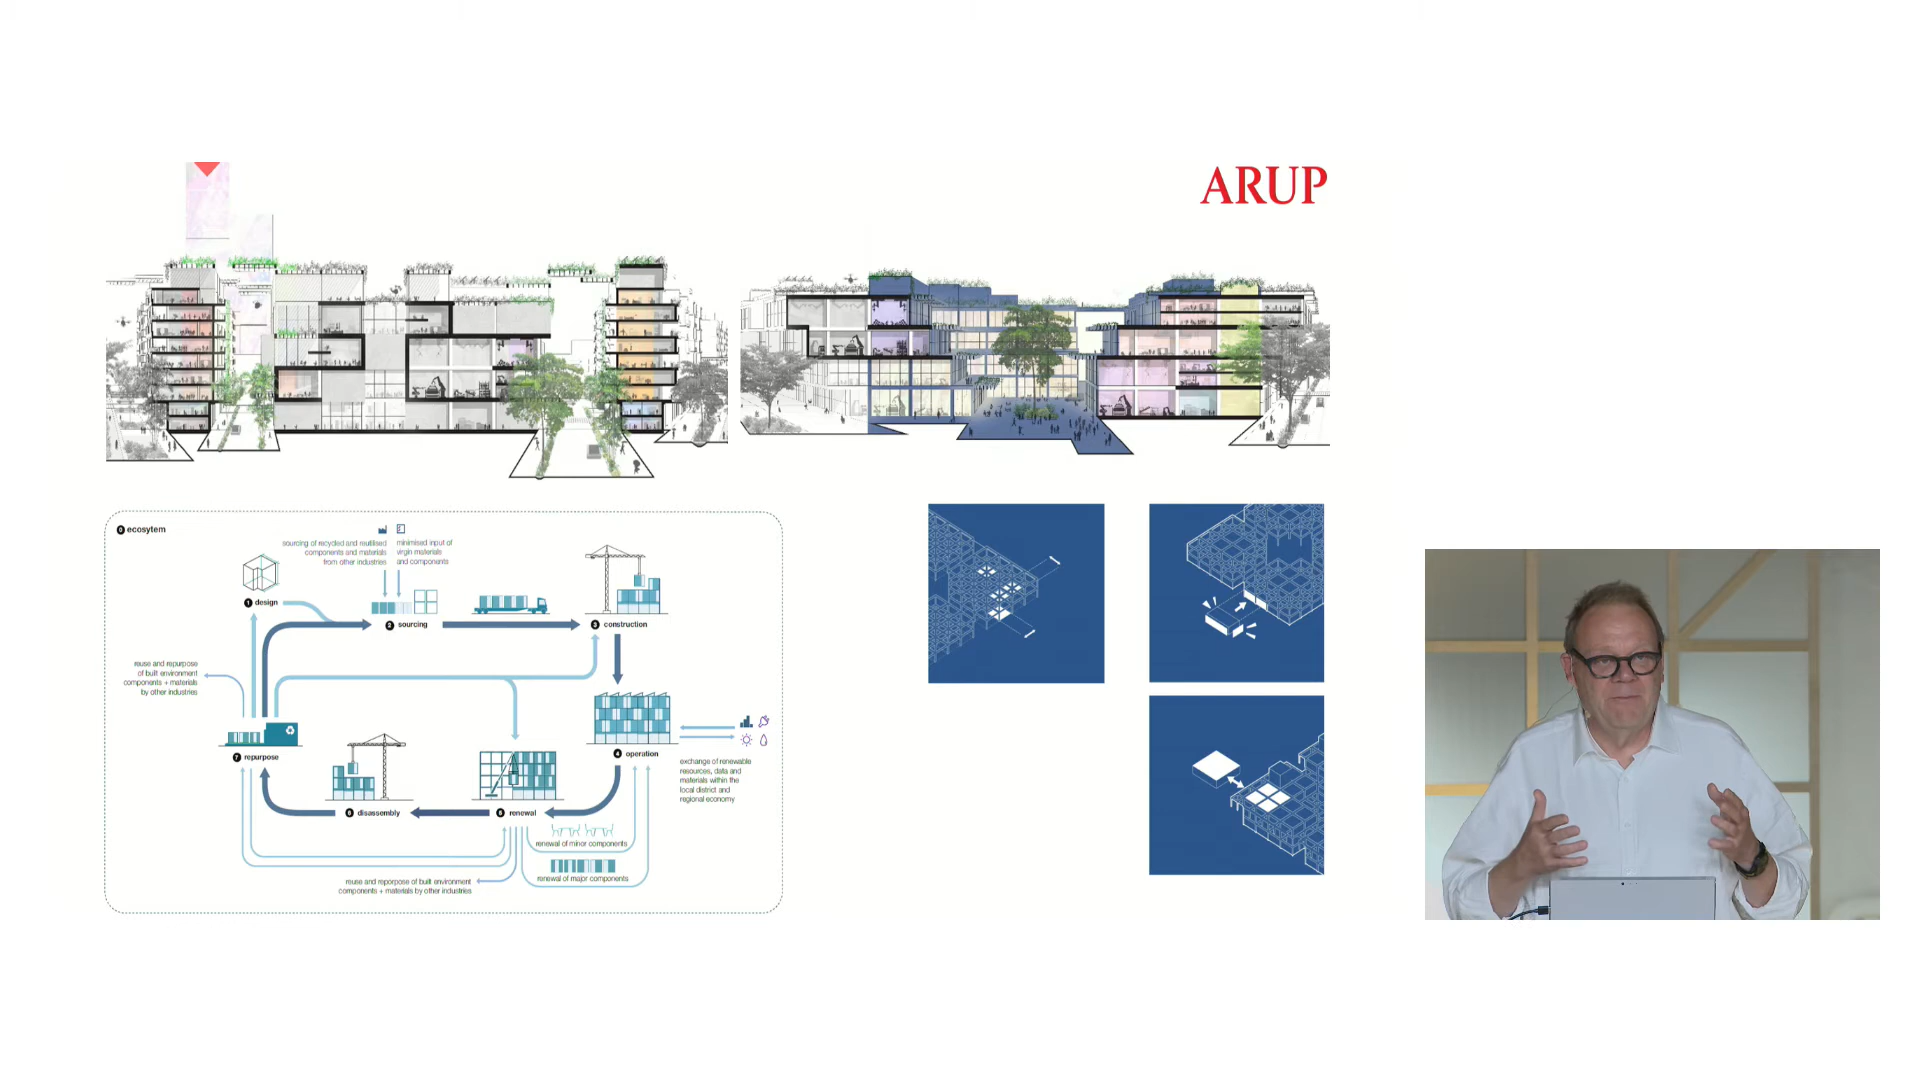 ARUP
0 ecosytem
sourcing of recycled and reutilised
components and materials
from other industries
minimised input of
virgin materials
and components
1 design
2 sourcing
3 construction
reuse and repurpose
of built environment
components + materials
by other industries
4 operation
7 repurpose
exchange of renewable
resources, data and
materials within the
local district and
regional economy
6 disassembly
5 renewal
renewal of minor components
renewal of major components
reuse and reporpose of built environment
components + materials by other industries